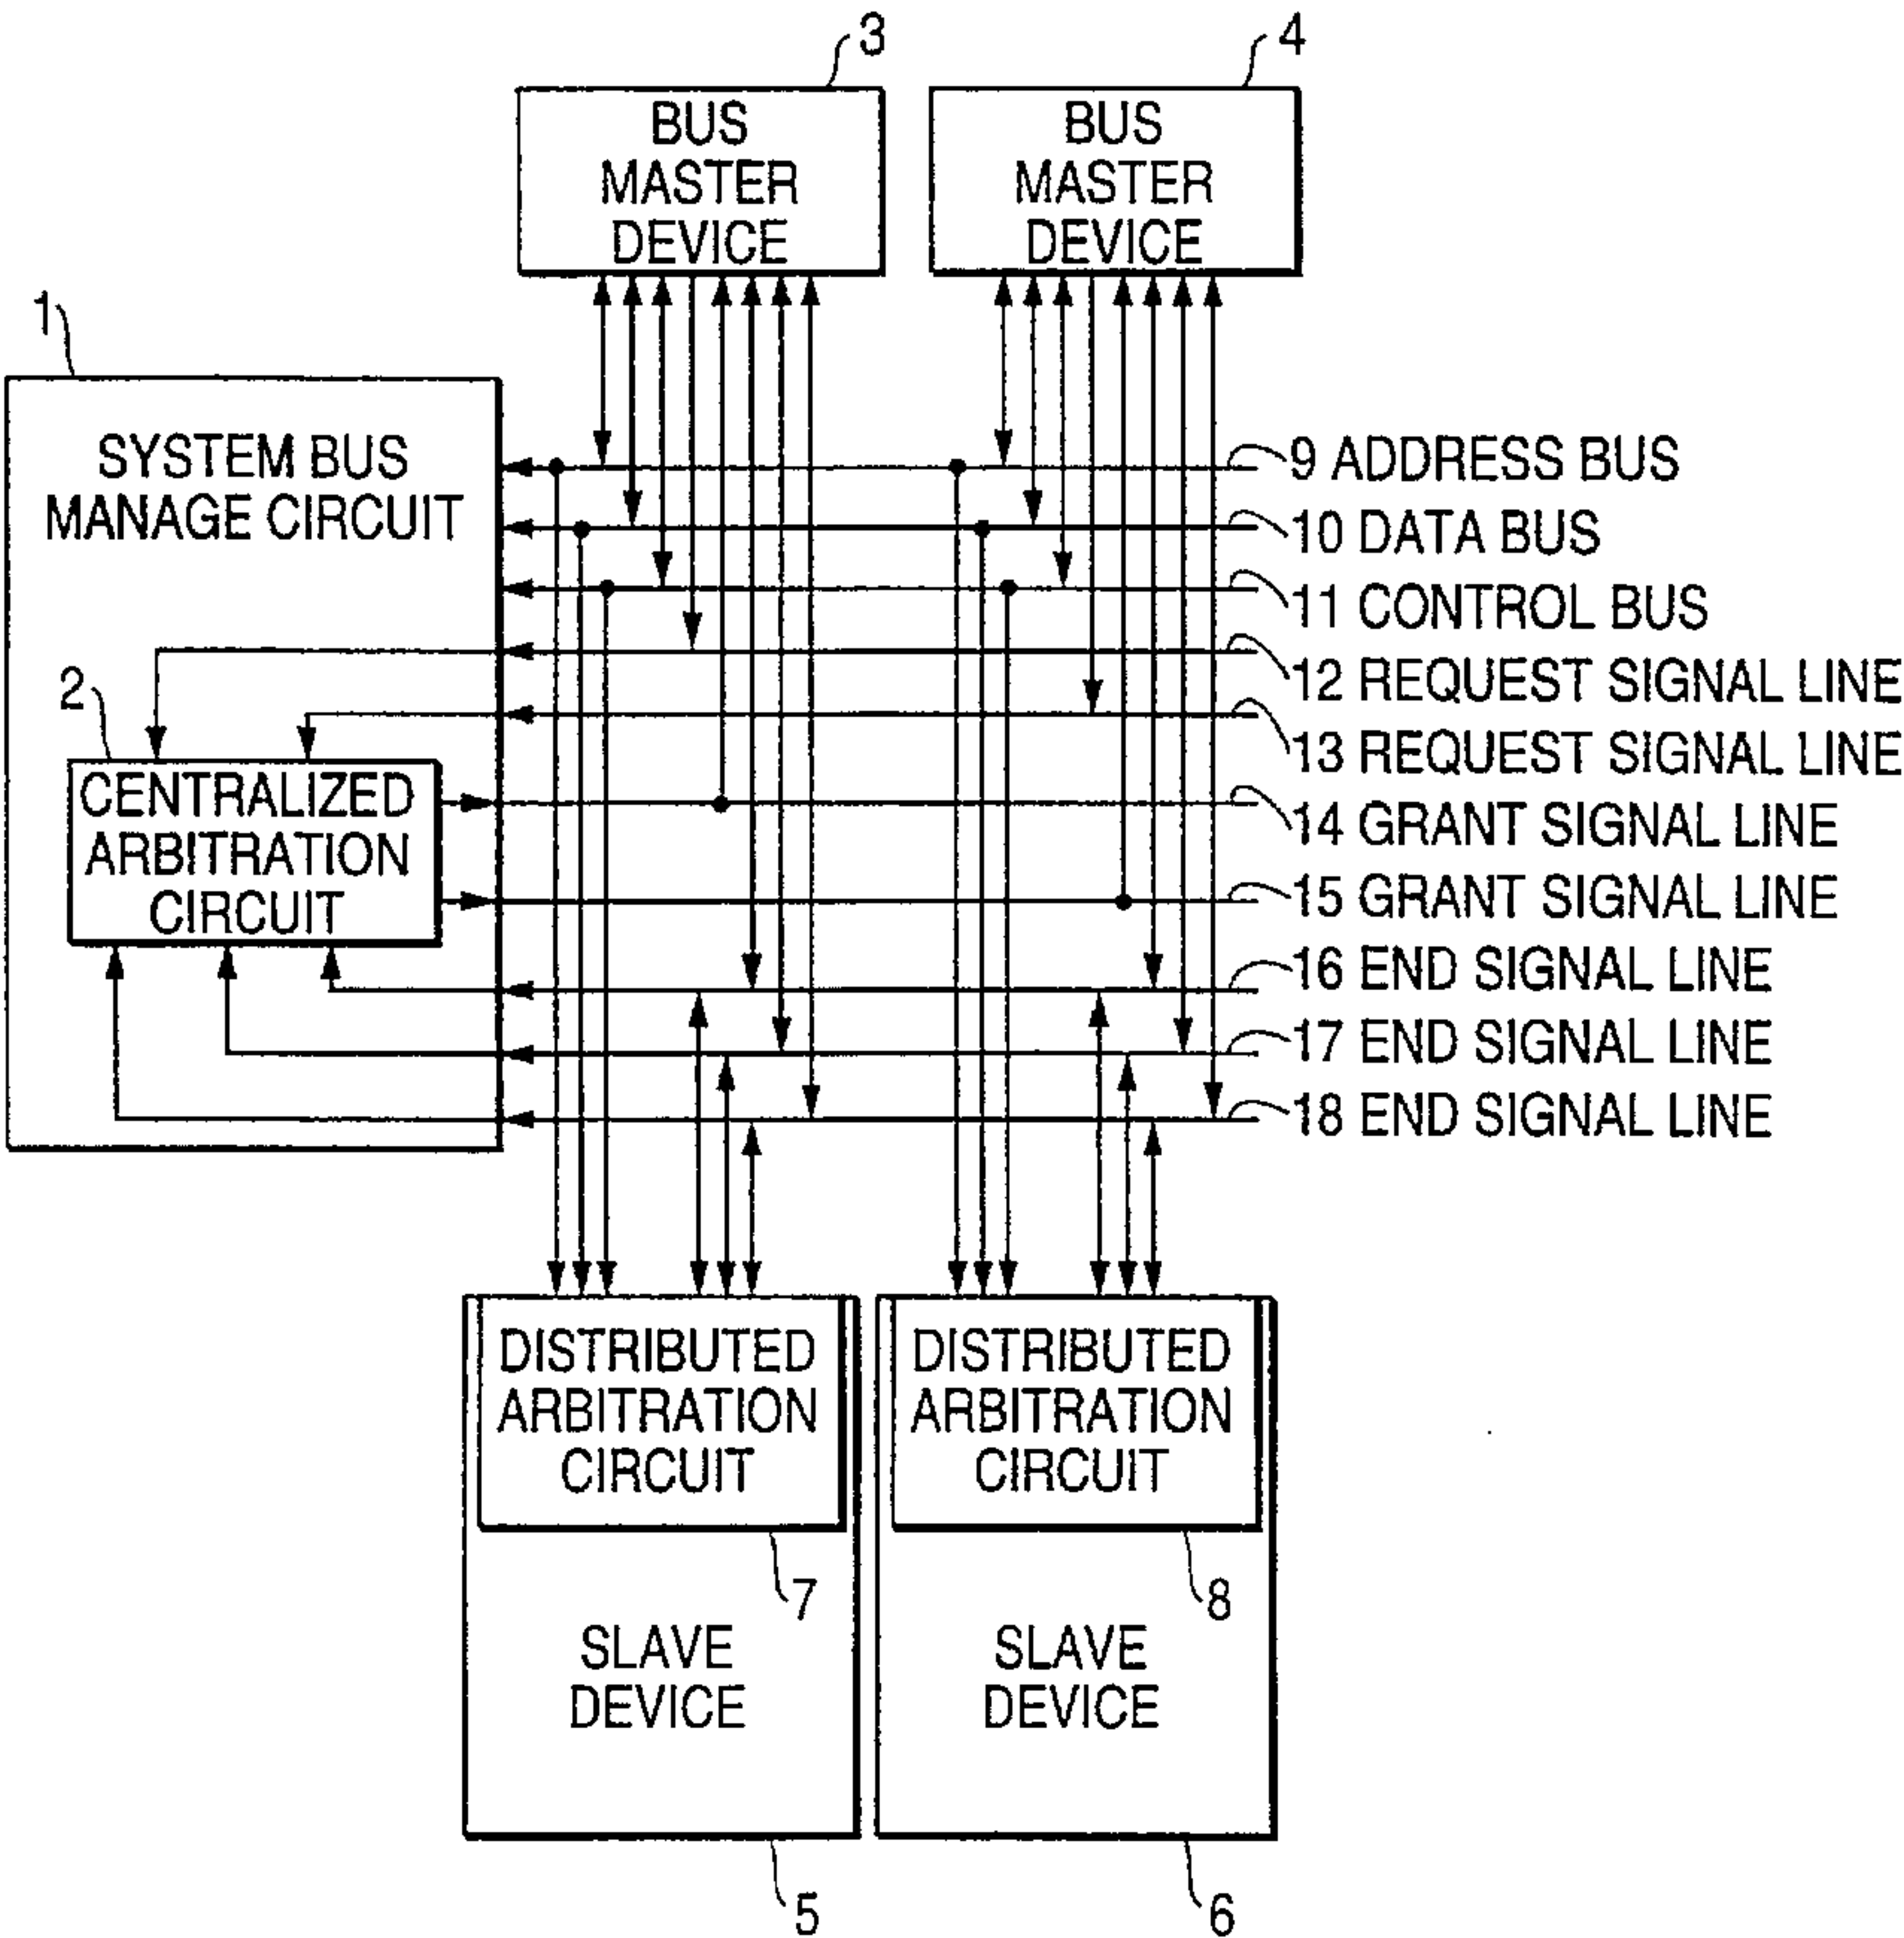 3
4
BUS
MASTER
DEVICE
BUS
MASTER
DEVICE
1
SYSTEM BUS
MANAGE CIRCUIT
9 ADDRESS BUS
10 DATA BUS
11 CONTROL BUS
12 REQUEST SIGNAL LINE
13 REQUEST SIGNAL LINE
2
CENTRALIZED
ARBITRATION
CIRCUIT
14 GRANT SIGNAL LINE
15 GRANT SIGNAL LINE
16 END SIGNAL LINE
17 END SIGNAL LINE
18 END SIGNAL LINE
DISTRIBUTED
ARBITRATION
CIRCUIT
7
SLAVE
DEVICE
5
DISTRIBUTED
ARBITRATION
CIRCUIT
8
SLAVE
DEVICE
6